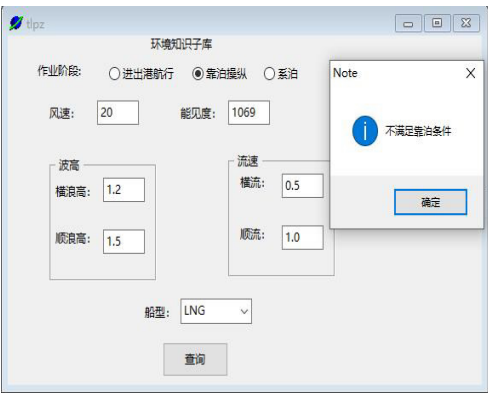 tlpz
环境知识子库
作业阶段: 进出港航行 靠泊操纵 系泊
风速: 20 能见度: 1069
波高
横浪高: 1.2
顺浪高: 1.5
流速
横流: 0.5
顺流: 1.0
船型: LNG
查询
Note X
不满足靠泊条件
确定